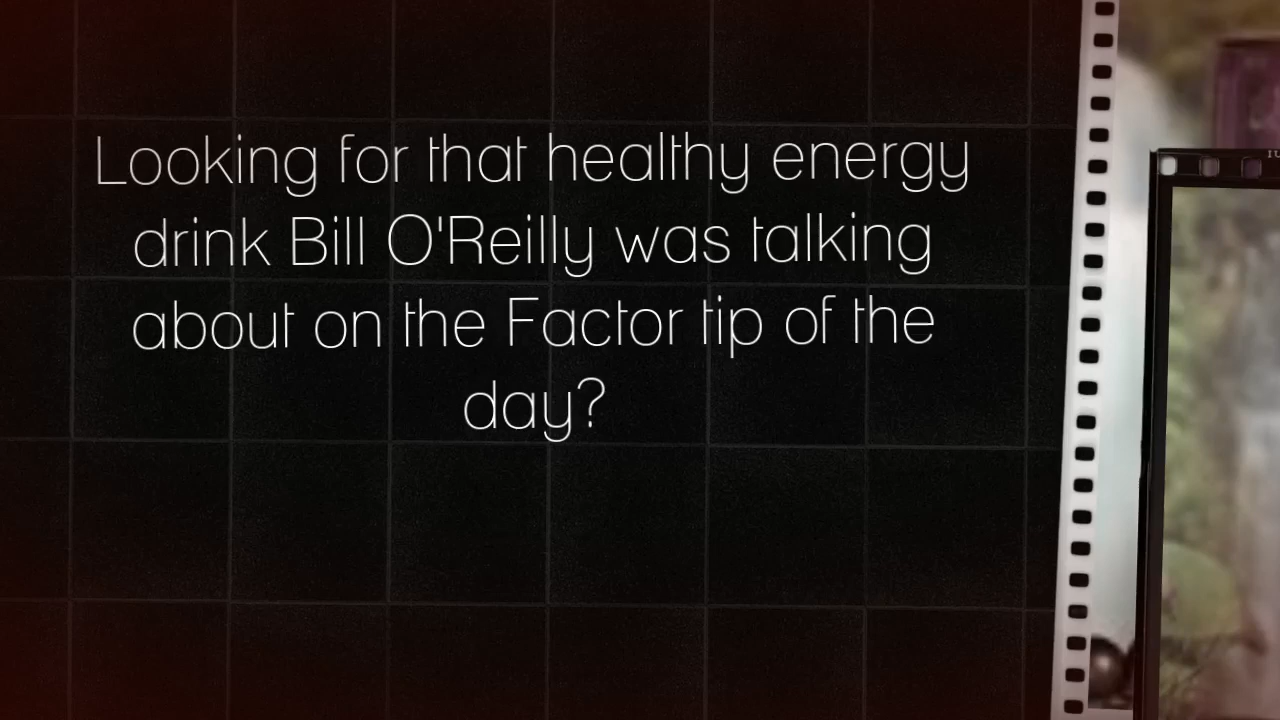 Looking for that healthy energy
drink Bill O'Reilly was talking
about on the Factor tip of the
day?